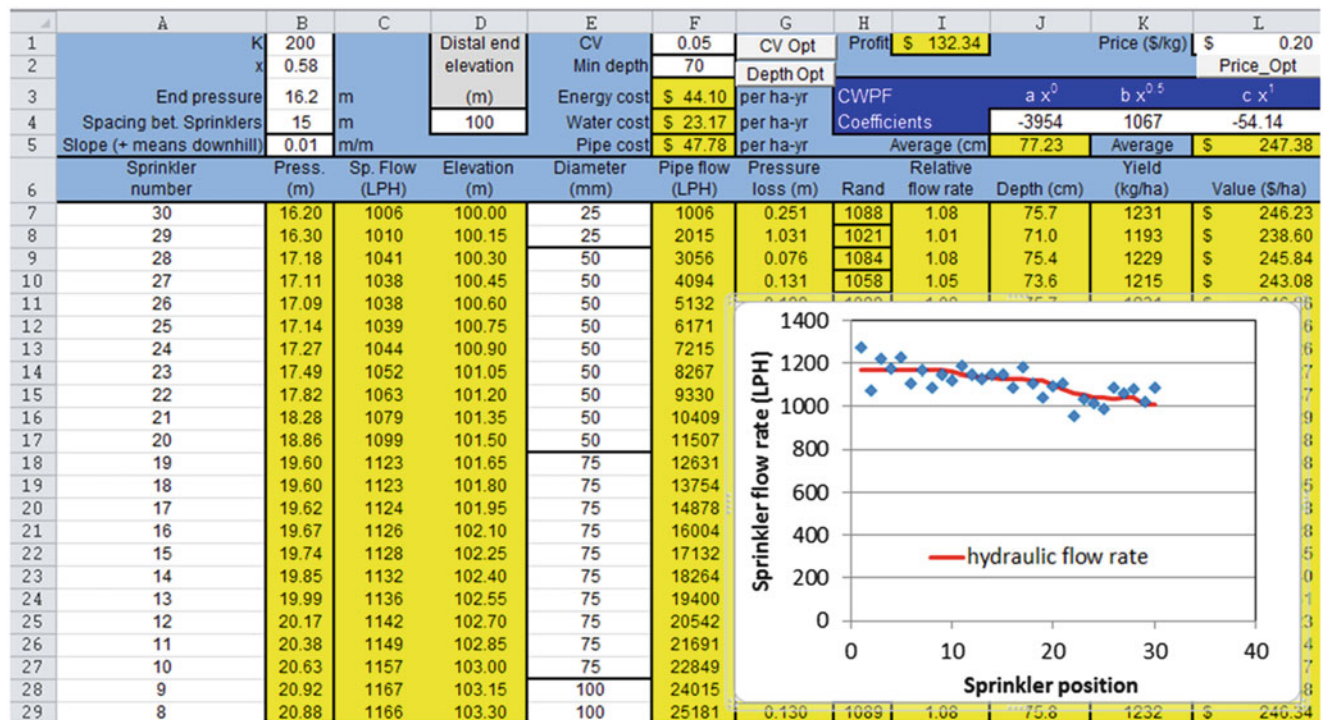 A B C D E F G H I J K L
1 K 200 Distal end CV 0.05 CV Opt Profit $ 132.34 Price ($/kg) $ 0.20
2 x 0.58 elevation Min depth 70 Depth Opt Price_Opt
3 End pressure 16.2 m (m) Energy cost $ 44.10 per ha-yr CWPF a x⁰ b x⁰·⁵ c x¹
4 Spacing bet. Sprinklers 15 m 100 Water cost $ 23.17 per ha-yr Coefficients -3954 1067 -54.14
5 Slope (+ means downhill) 0.01 m/m Pipe cost $ 47.78 per ha-yr Average (cm 77.23 Average $ 247.38
Sprinkler Press. Sp. Flow Elevation Diameter Pipe flow Pressure Relative Yield
6 number (m) (LPH) (m) (mm) (LPH) loss (m) Rand flow rate Depth (cm) (kg/ha) Value ($/ha)
7 30 16.20 1006 100.00 25 1006 0.251 1088 1.08 75.7 1231 $ 246.23
8 29 16.30 1010 100.15 25 2015 1.031 1021 1.01 71.0 1193 $ 238.60
9 28 17.18 1041 100.30 50 3056 0.076 1084 1.08 75.4 1229 $ 245.84
10 27 17.11 1038 100.45 50 4094 0.131 1058 1.05 73.6 1215 $ 243.08
11 26 17.09 1038 100.60 50 5132
12 25 17.14 1039 100.75 50 6171
13 24 17.27 1044 100.90 50 7215
14 23 17.49 1052 101.05 50 8267
15 22 17.82 1063 101.20 50 9330
16 21 18.28 1079 101.35 50 10409
17 20 18.86 1099 101.50 50 11507
18 19 19.60 1123 101.65 75 12631
19 18 19.60 1123 101.80 75 13754
20 17 19.62 1124 101.95 75 14878
21 16 19.67 1126 102.10 75 16004
22 15 19.74 1128 102.25 75 17132
23 14 19.85 1132 102.40 75 18264
24 13 19.99 1136 102.55 75 19400
25 12 20.17 1142 102.70 75 20542
26 11 20.38 1149 102.85 75 21691
27 10 20.63 1157 103.00 75 22849
28 9 20.92 1167 103.15 100 24015
29 8 20.88 1166 103.30 100 25181 0.130 1089 1.08 75.8 1232 $ 246.34
Sprinkler flow rate (LPH)
1400
1200
1000
800
600
400
200
0
hydraulic flow rate
0 10 20 30 40
Sprinkler position